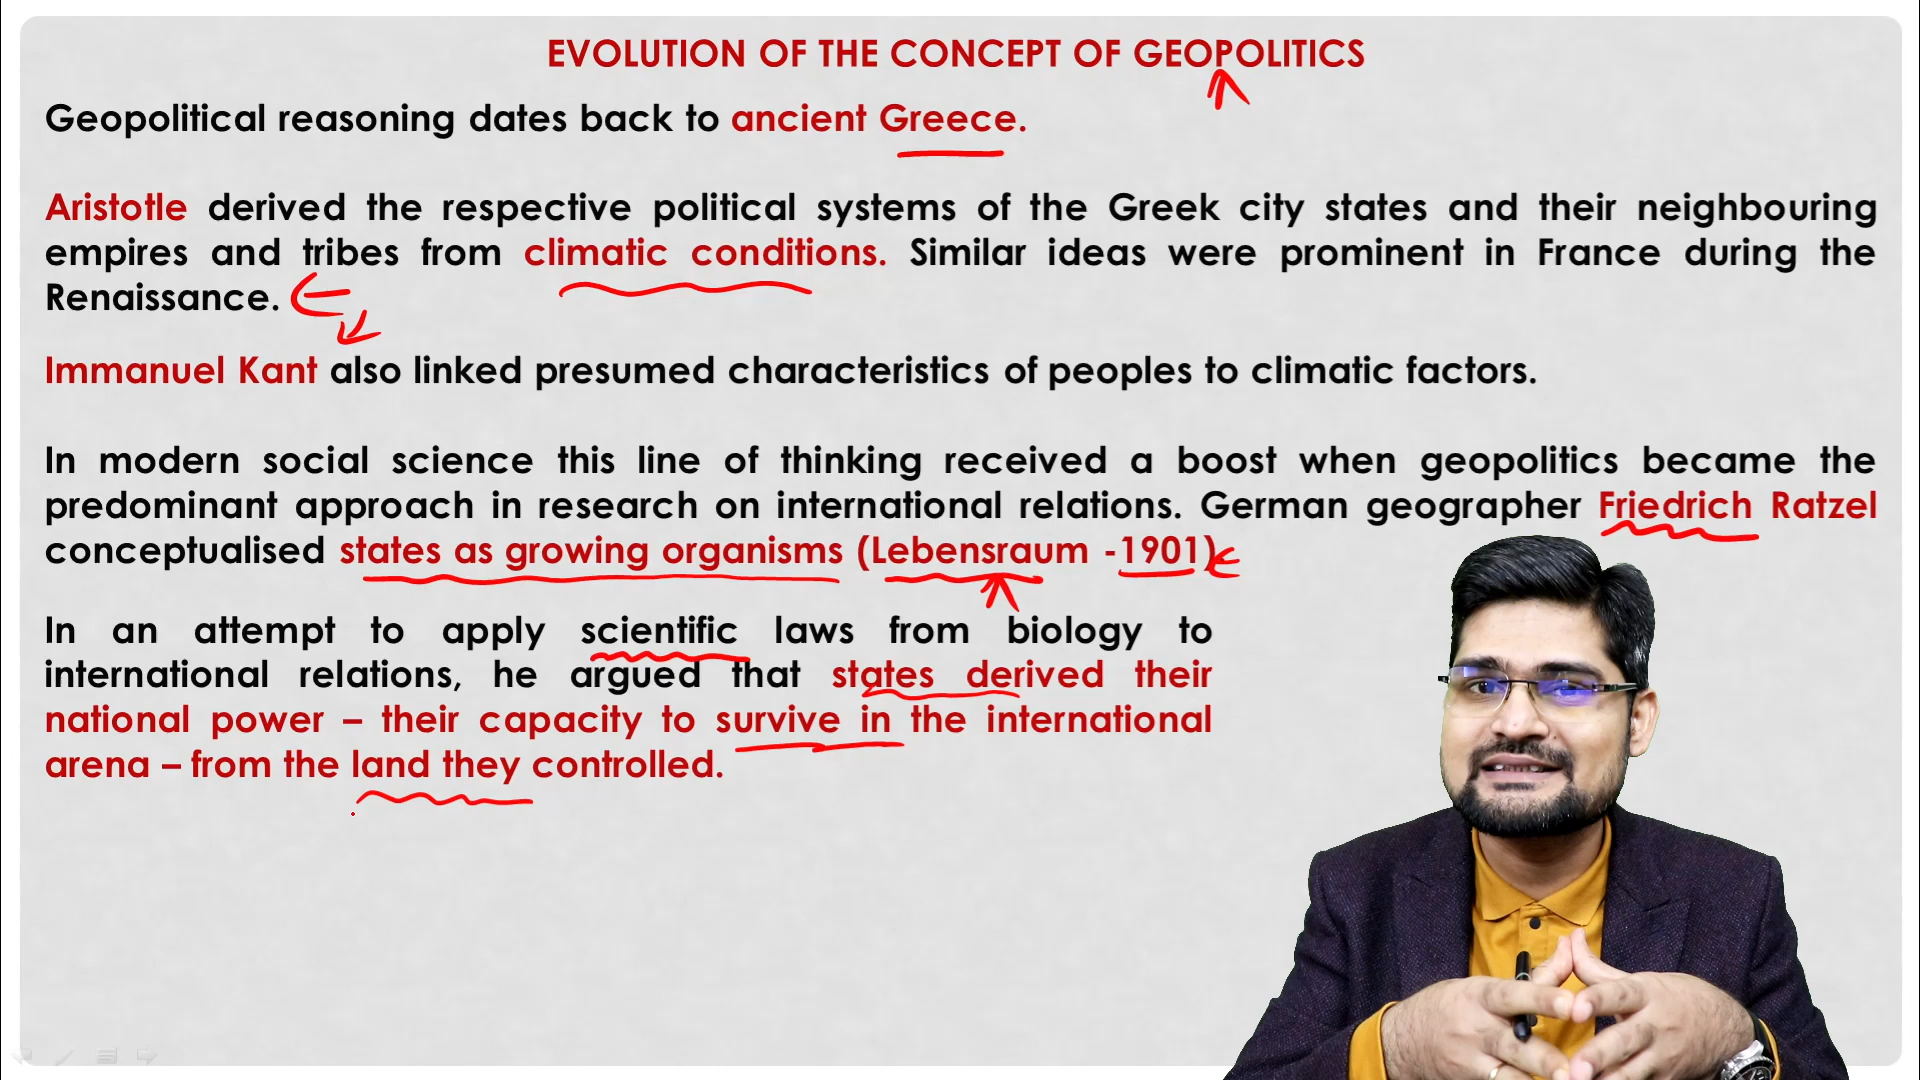 EVOLUTION OF THE CONCEPT OF GEOPOLITICS
Geopolitical reasoning dates back to ancient Greece.
Aristotle derived the respective political systems of the Greek city states and their neighbouring
empires and tribes from climatic conditions. Similar ideas were prominent in France during the
Renaissance.
Immanuel Kant also linked presumed characteristics of peoples to climatic factors.
In modern social science this line of thinking received a boost when geopolitics became the
predominant approach in research on international relations. German geographer Friedrich Ratzel
conceptualised states as growing organisms (Lebensraum -1901)
In an attempt to apply scientific laws from biology to
international relations, he argued that states derived their
national power – their capacity to survive in the international
arena – from the land they controlled.